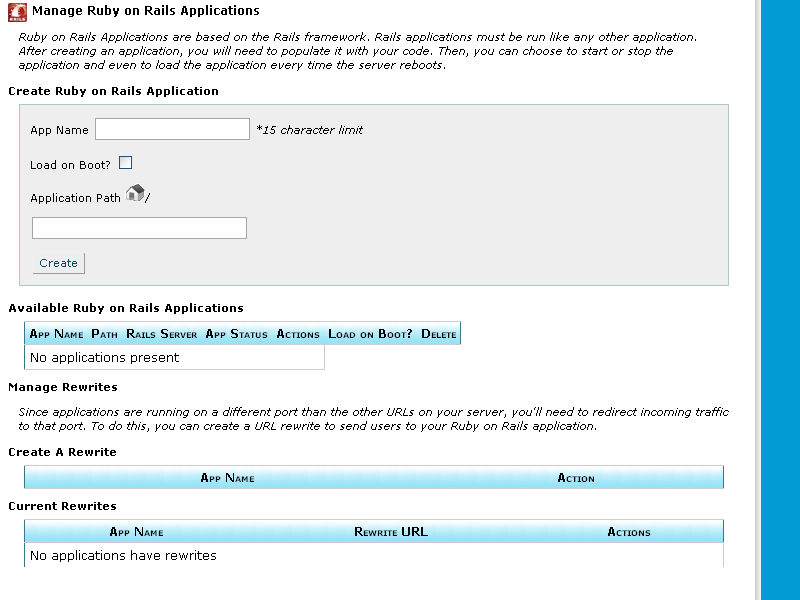 Manage Ruby on Rails Applications
Ruby on Rails Applications are based on the Rails framework. Rails applications must be run like any other application.
After creating an application, you will need to populate it with your code. Then, you can choose to start or stop the
application and even to load the application every time the server reboots.
Create Ruby on Rails Application
App Name *15 character limit
Load on Boot?
Application Path /
Create
Available Ruby on Rails Applications
App Name Path Rails Server App Status Actions Load on Boot? Delete
No applications present
Manage Rewrites
Since applications are running on a different port than the other URLs on your server, you'll need to redirect incoming traffic
to that port. To do this, you can create a URL rewrite to send users to your Ruby on Rails application.
Create A Rewrite
App Name Action
Current Rewrites
App Name Rewrite URL Actions
No applications have rewrites